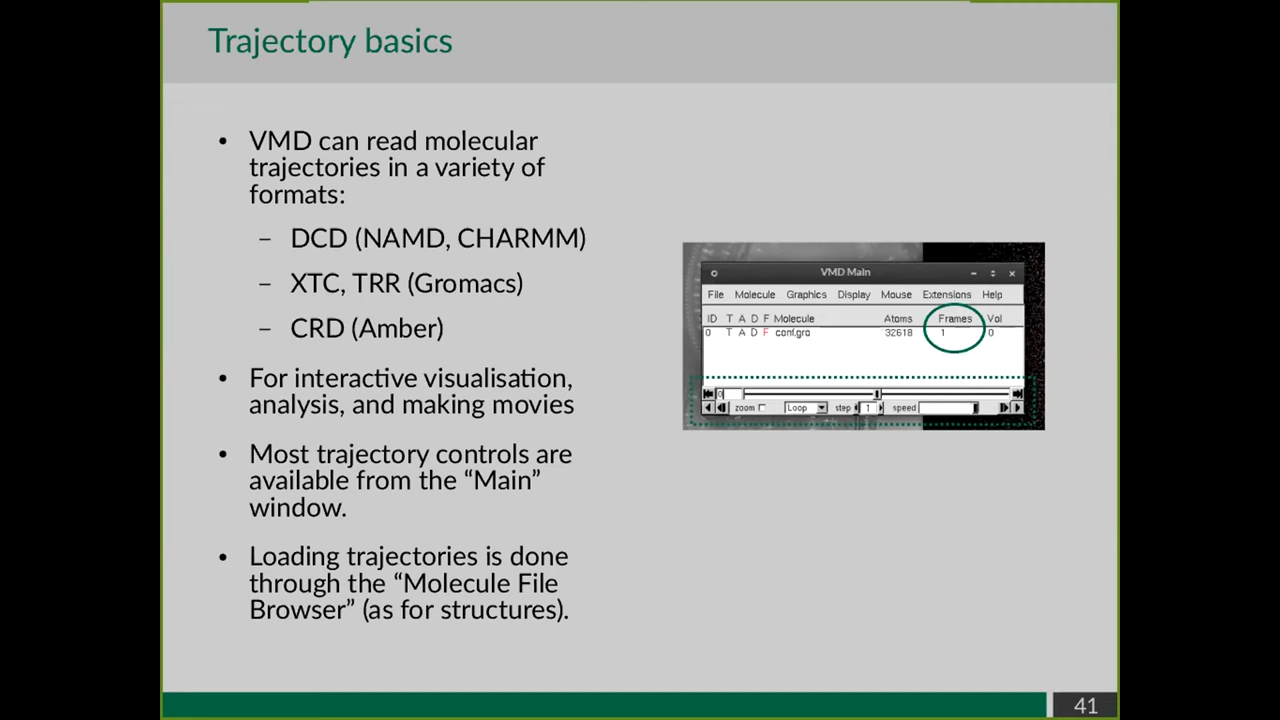 Trajectory basics
• VMD can read molecular
trajectories in a variety of
formats:
– DCD (NAMD, CHARMM)
– XTC, TRR (Gromacs)
– CRD (Amber)
• For interactive visualisation,
analysis, and making movies
• Most trajectory controls are
available from the “Main”
window.
• Loading trajectories is done
through the “Molecule File
Browser” (as for structures).
VMD Main
File Molecule Graphics Display Mouse Extensions Help
ID T A D F Molecule Atoms Frames Vol
0 T A D F conf.gro 32618 1 0
0
zoom Loop step 1 speed
41